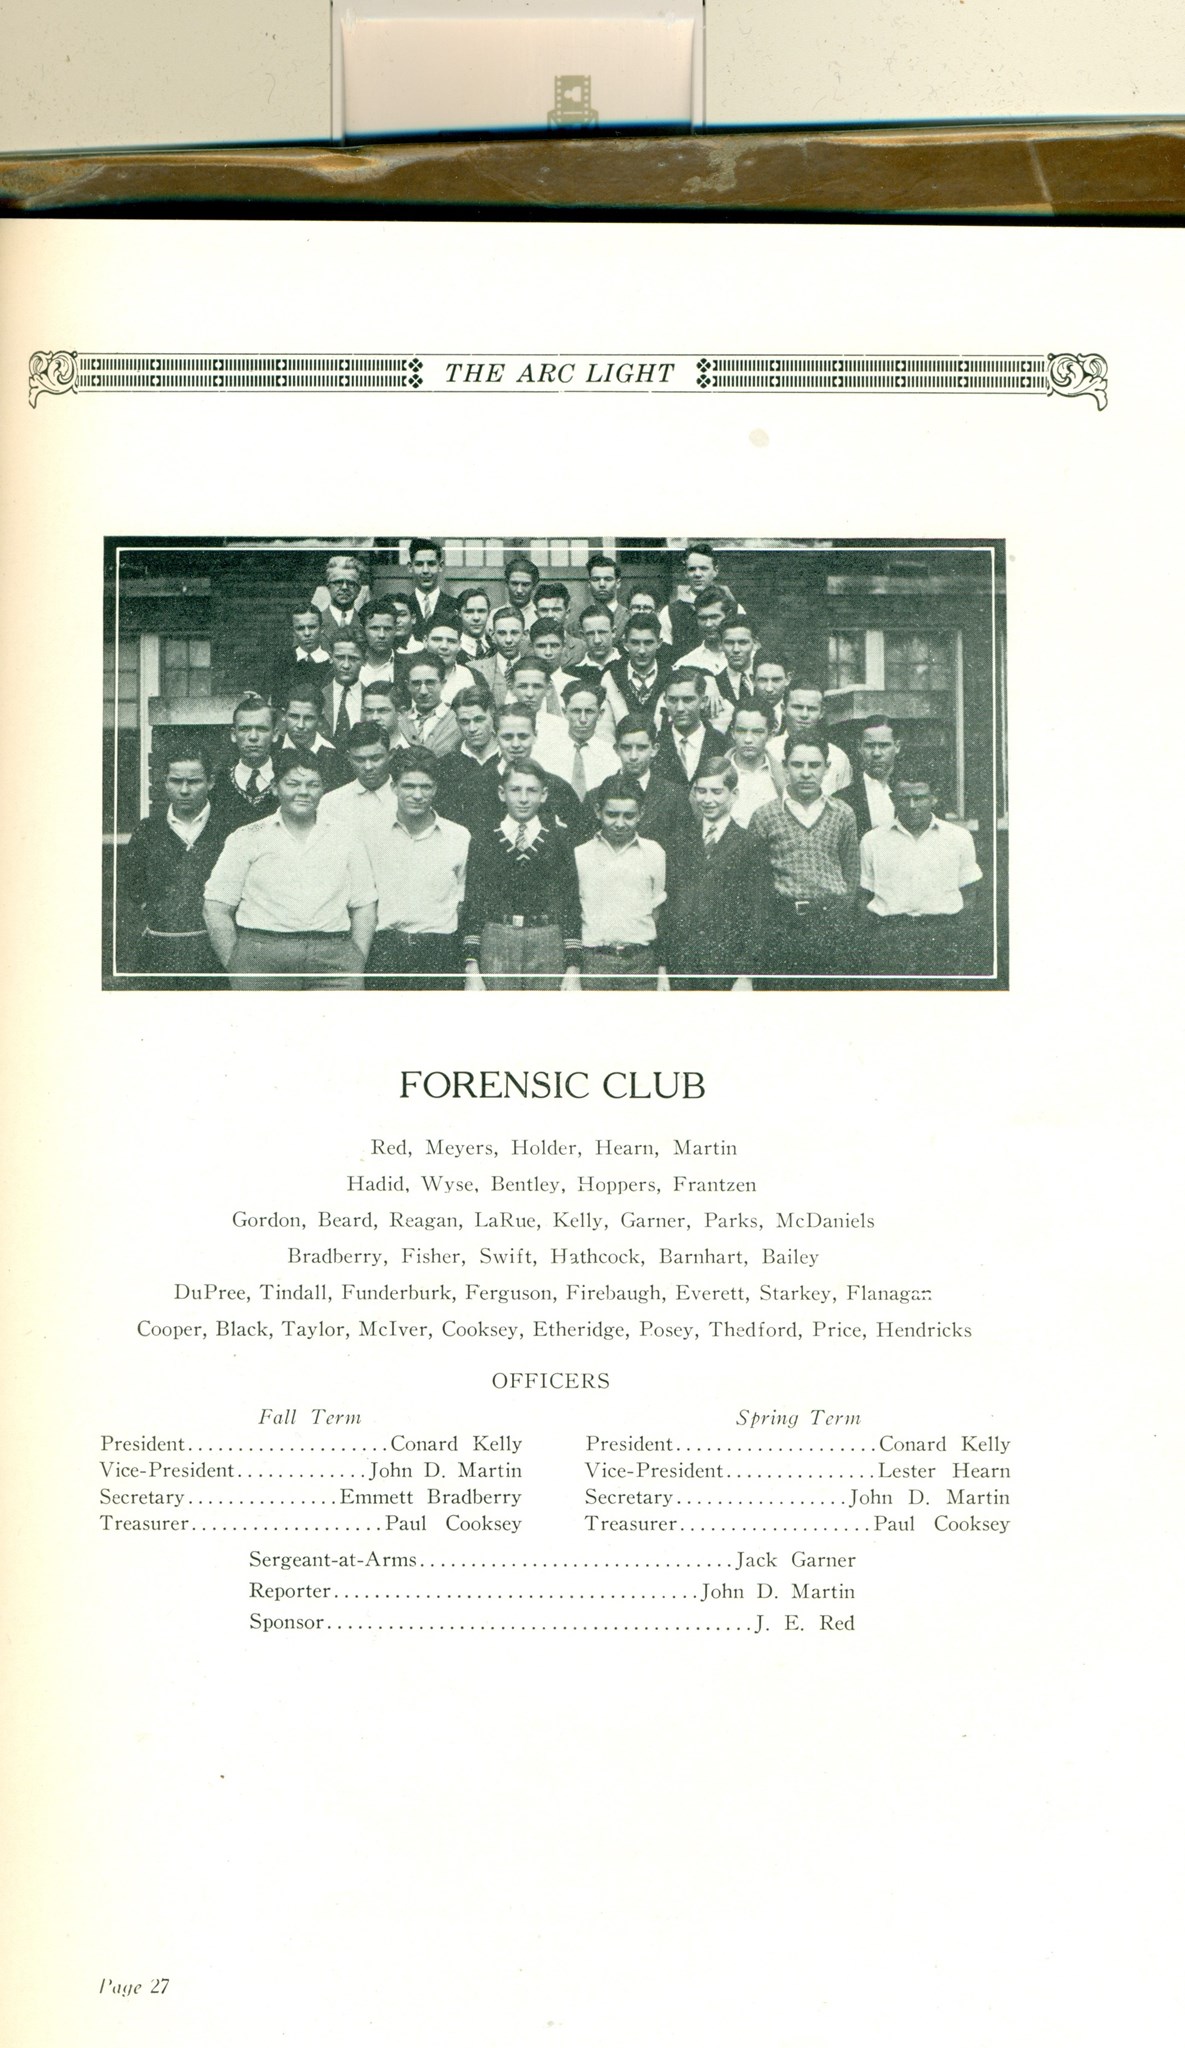 THE ARC LIGHT
FORENSIC CLUB
Red, Meyers, Holder, Hearn, Martin
Hadid, Wyse, Bentley, Hoppers, Frantzen
Gordon, Beard, Reagan, LaRue, Kelly, Garner, Parks, McDaniels
Bradberry, Fisher, Swift, Hathcock, Barnhart, Bailey
DuPree, Tindall, Funderburk, Ferguson, Firebaugh, Everett, Starkey, Flanagan
Cooper, Black, Taylor, McIver, Cooksey, Etheridge, Posey, Thedford, Price, Hendricks
OFFICERS
Fall Term
President....................Conard Kelly
Vice-President.............John D. Martin
Secretary...............Emmett Bradberry
Treasurer...................Paul Cooksey
Spring Term
President....................Conard Kelly
Vice-President...............Lester Hearn
Secretary.................John D. Martin
Treasurer...................Paul Cooksey
Sergeant-at-Arms...............................Jack Garner
Reporter....................................John D. Martin
Sponsor..........................................J. E. Red
Page 27